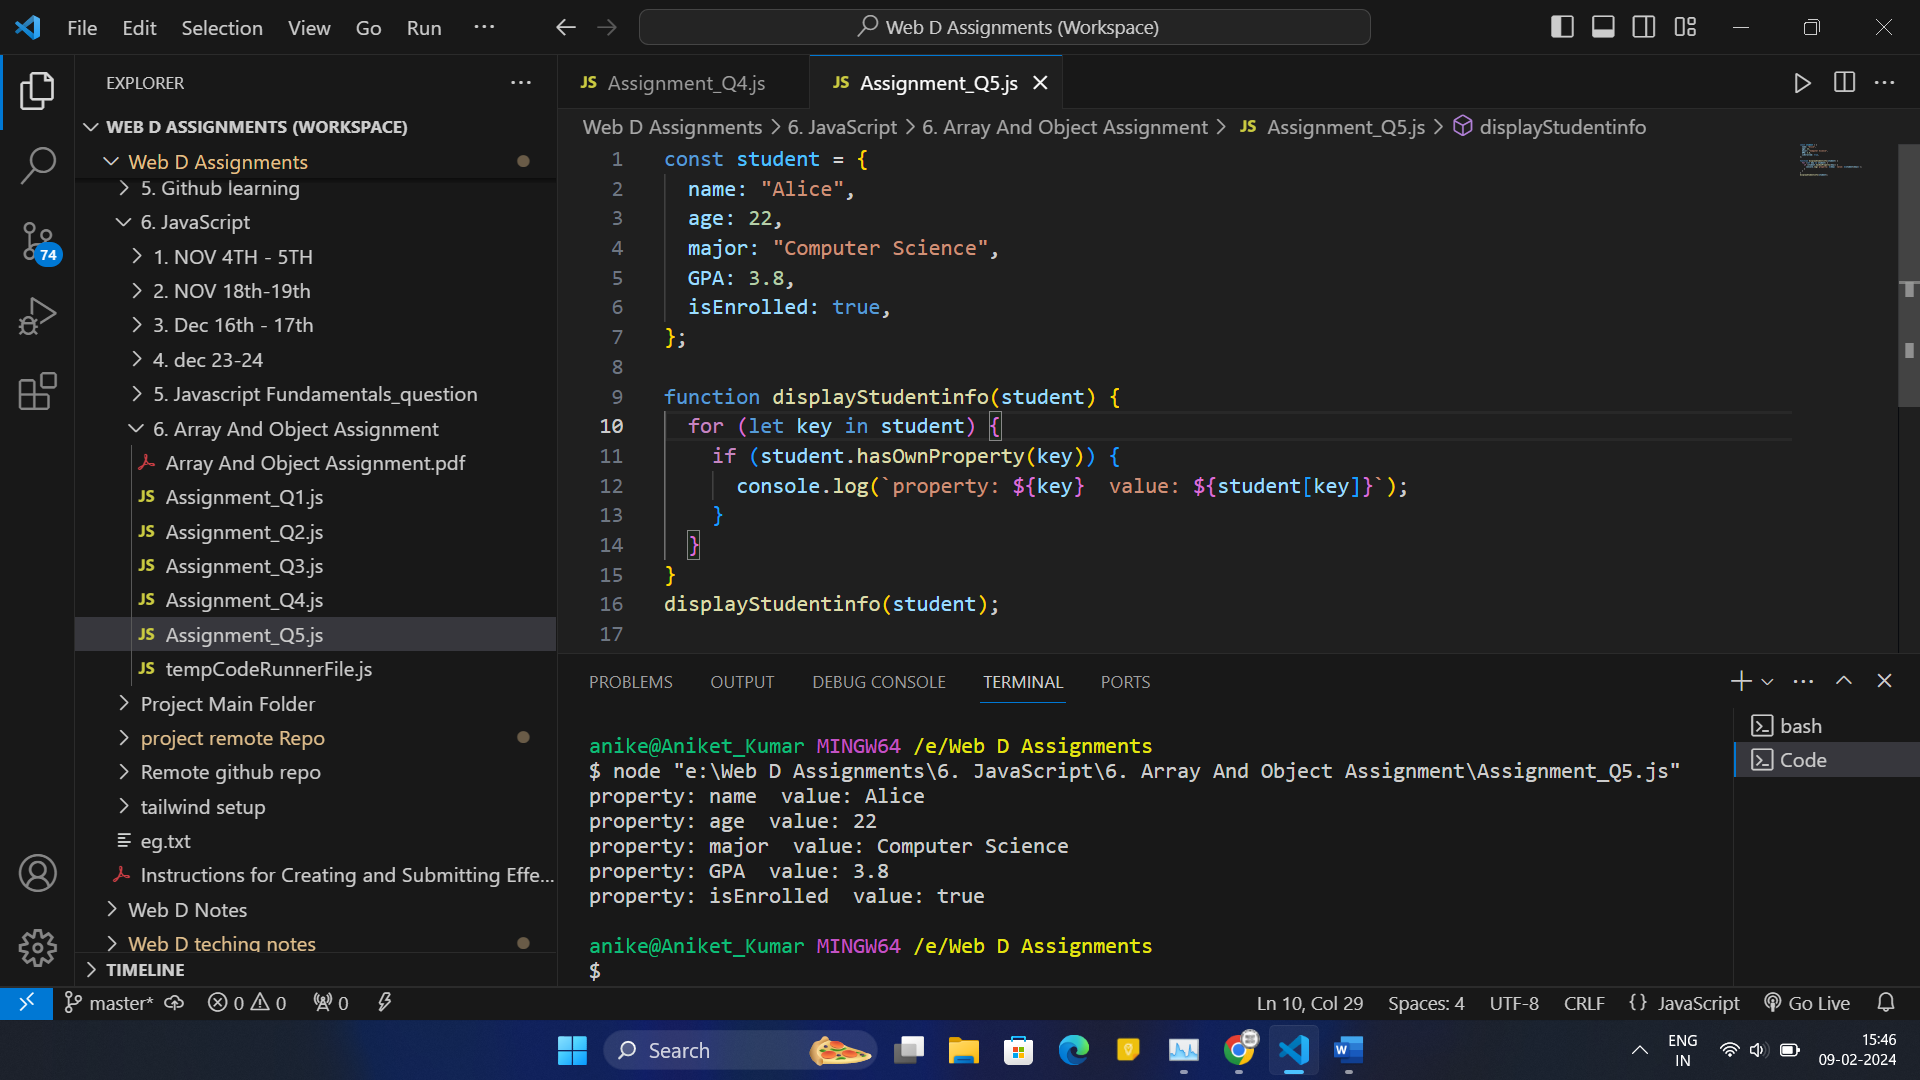 File Edit Selection View Go Run ···
Web D Assignments (Workspace)
EXPLORER
WEB D ASSIGNMENTS (WORKSPACE)
Web D Assignments
5. Github learning
6. JavaScript
1. NOV 4TH - 5TH
74
2. NOV 18th-19th
3. Dec 16th - 17th
4. dec 23-24
5. Javascript Fundamentals_question
6. Array And Object Assignment
Array And Object Assignment.pdf
JS Assignment_Q1.js
JS Assignment_Q2.js
JS Assignment_Q3.js
JS Assignment_Q4.js
JS Assignment_Q5.js
JS tempCodeRunnerFile.js
Project Main Folder
project remote Repo
Remote github repo
tailwind setup
eg.txt
Instructions for Creating and Submitting Effe...
Web D Notes
Web D teching notes
TIMELINE
JS Assignment_Q4.js
JS Assignment_Q5.js
Web D Assignments > 6. JavaScript > 6. Array And Object Assignment > JS Assignment_Q5.js > displayStudentinfo
1 const student = {
2 name: "Alice",
3 age: 22,
4 major: "Computer Science",
5 GPA: 3.8,
6 isEnrolled: true,
7 };
8
9 function displayStudentinfo(student) {
10 for (let key in student) {
11 if (student.hasOwnProperty(key)) {
12 console.log(`property: ${key}  value: ${student[key]}`);
13 }
14 }
15 }
16 displayStudentinfo(student);
17
PROBLEMS OUTPUT DEBUG CONSOLE TERMINAL PORTS
bash
Code
anike@Aniket_Kumar MINGW64 /e/Web D Assignments
$ node "e:\Web D Assignments\6. JavaScript\6. Array And Object Assignment\Assignment_Q5.js"
property: name  value: Alice
property: age  value: 22
property: major  value: Computer Science
property: GPA  value: 3.8
property: isEnrolled  value: true
anike@Aniket_Kumar MINGW64 /e/Web D Assignments
$
master* 0 0 0 Ln 10, Col 29 Spaces: 4 UTF-8 CRLF {} JavaScript Go Live
Search
ENG
IN
15:46
09-02-2024